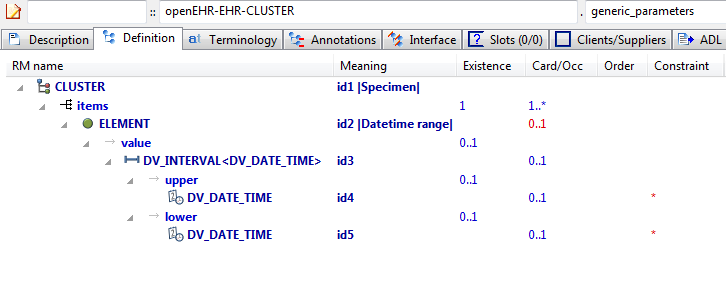 :: openEHR-EHR-CLUSTER . generic_parameters
Description Definition Terminology Annotations Interface Slots (0/0) Clients/Suppliers ADL
RM name Meaning Existence Card/Occ Order Constraint
CLUSTER id1 |Specimen|
items 1 1..*
ELEMENT id2 |Datetime range| 0..1
value 0..1
DV_INTERVAL<DV_DATE_TIME> id3 0..1
upper 0..1
DV_DATE_TIME id4 0..1 *
lower 0..1
DV_DATE_TIME id5 0..1 *